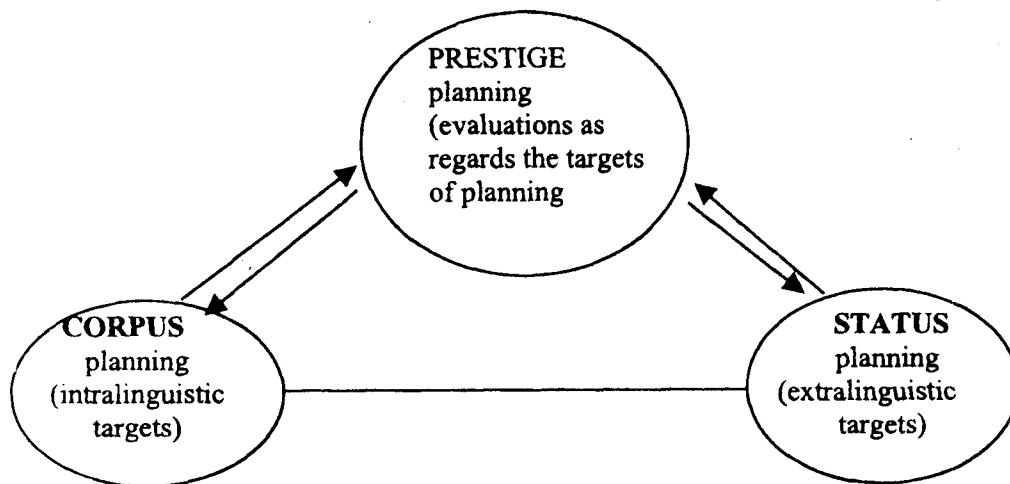 PRESTIGE
planning
(evaluations as
regards the targets
of planning
CORPUS
planning
(intralinguistic
targets)
STATUS
planning
(extralinguistic
targets)